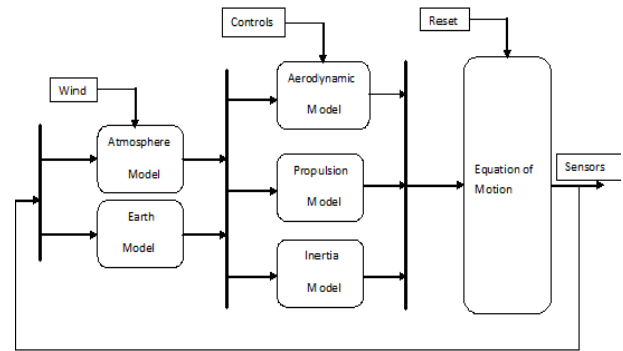 Controls
Reset
Wind
Aerodynamic
Model
Atmosphere
Model
Propulsion
Model
Equation of
Motion
Sensors
Earth
Model
Inertia
Model